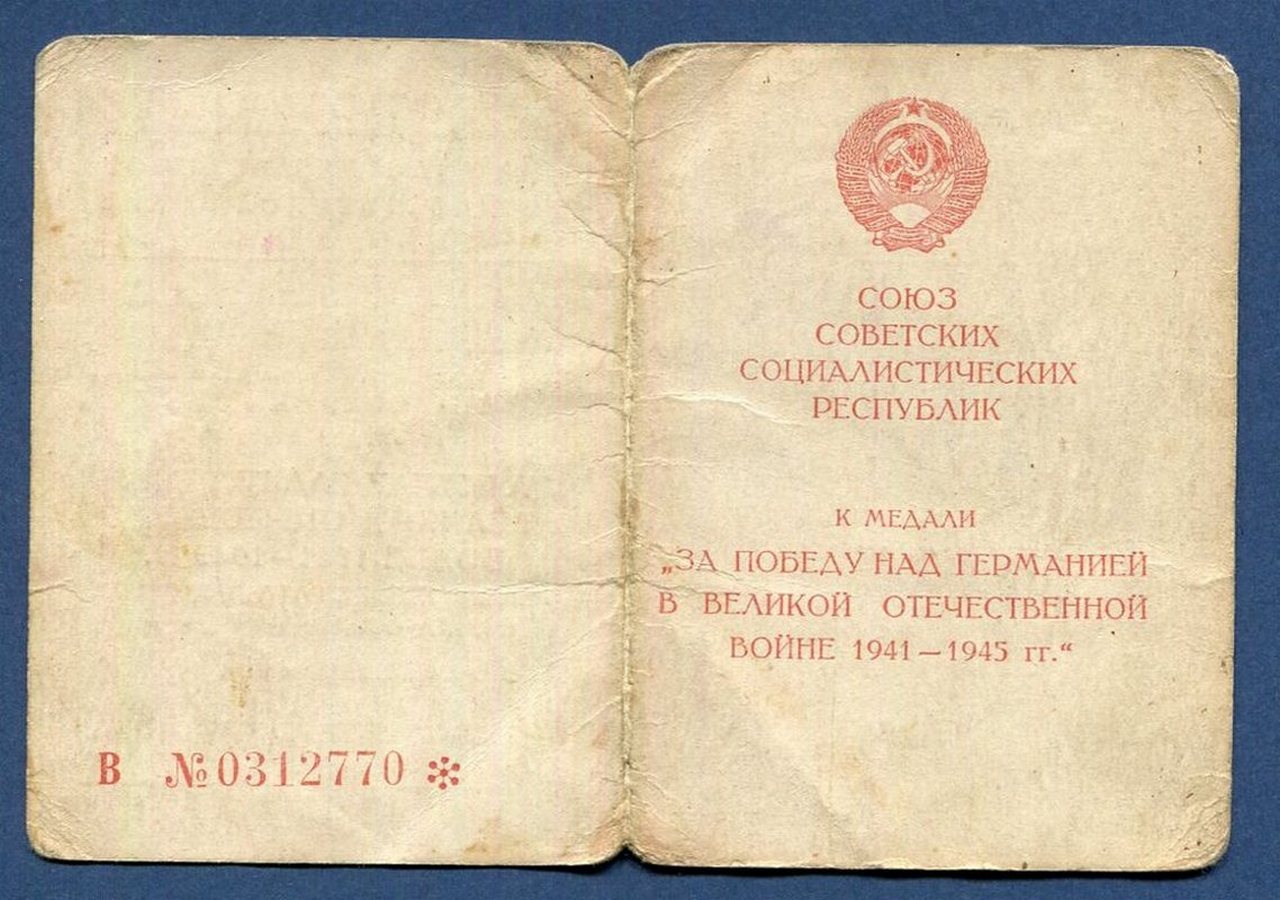 В №0312770 *
СОЮЗ
СОВЕТСКИХ
СОЦИАЛИСТИЧЕСКИХ
РЕСПУБЛИК
К МЕДАЛИ
„ЗА ПОБЕДУ НАД ГЕРМАНИЕЙ
В ВЕЛИКОЙ ОТЕЧЕСТВЕННОЙ
ВОЙНЕ 1941 — 1945 гг.“